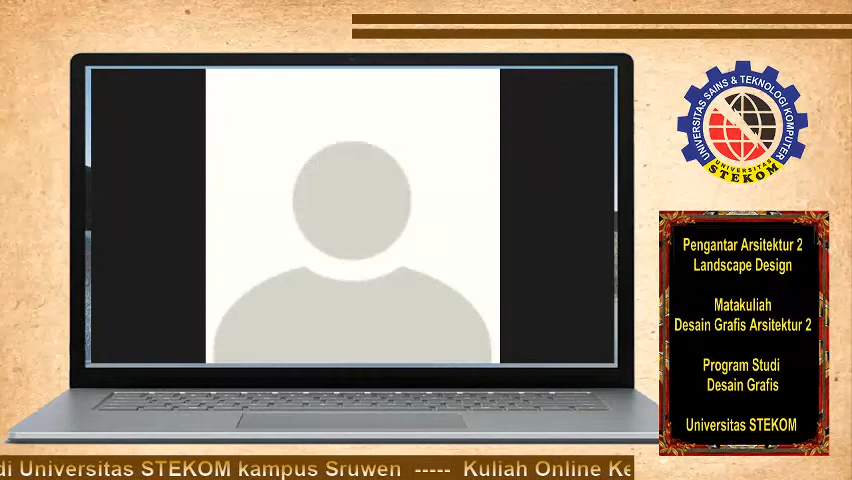 UNIVERSITAS SAINS & TEKNOLOGI KOMPUTER
UNIVERSITAS
STEKOM
Pengantar Arsitektur 2
Landscape Design
Matakuliah
Desain Grafis Arsitektur 2
Program Studi
Desain Grafis
Universitas STEKOM
di Universitas STEKOM kampus Sruwen ----- Kuliah Online Ke